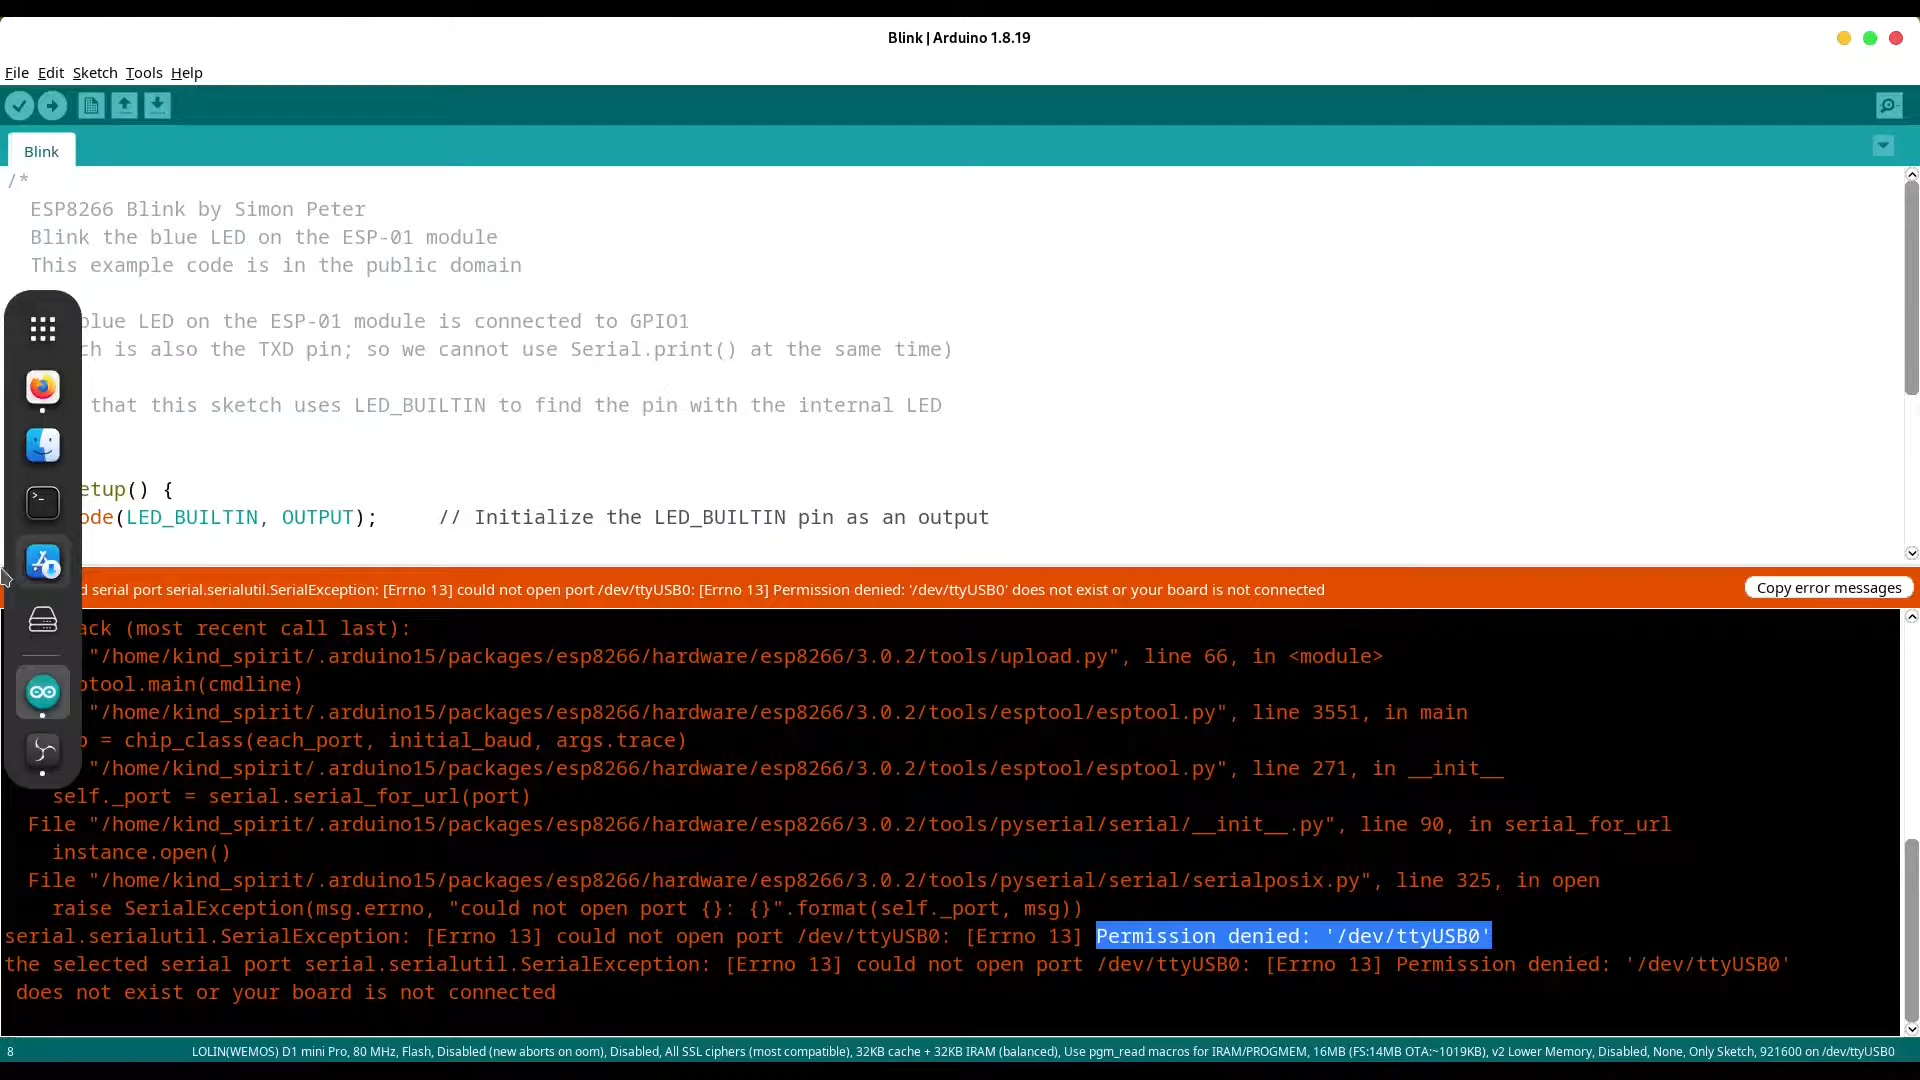 Blink | Arduino 1.8.19
File Edit Sketch Tools Help
Blink
/*
ESP8266 Blink by Simon Peter
Blink the blue LED on the ESP-01 module
This example code is in the public domain
blue LED on the ESP-01 module is connected to GPIO1
ch is also the TXD pin; so we cannot use Serial.print() at the same time)
that this sketch uses LED_BUILTIN to find the pin with the internal LED
etup() {
ode(LED_BUILTIN, OUTPUT);     // Initialize the LED_BUILTIN pin as an output
d serial port serial.serialutil.SerialException: [Errno 13] could not open port /dev/ttyUSB0: [Errno 13] Permission denied: '/dev/ttyUSB0' does not exist or your board is not connected
Copy error messages
ack (most recent call last):
"/home/kind_spirit/.arduino15/packages/esp8266/hardware/esp8266/3.0.2/tools/upload.py", line 66, in <module>
ptool.main(cmdline)
"/home/kind_spirit/.arduino15/packages/esp8266/hardware/esp8266/3.0.2/tools/esptool/esptool.py", line 3551, in main
p = chip_class(each_port, initial_baud, args.trace)
"/home/kind_spirit/.arduino15/packages/esp8266/hardware/esp8266/3.0.2/tools/esptool/esptool.py", line 271, in __init__
self._port = serial.serial_for_url(port)
File "/home/kind_spirit/.arduino15/packages/esp8266/hardware/esp8266/3.0.2/tools/pyserial/serial/__init__.py", line 90, in serial_for_url
instance.open()
File "/home/kind_spirit/.arduino15/packages/esp8266/hardware/esp8266/3.0.2/tools/pyserial/serial/serialposix.py", line 325, in open
raise SerialException(msg.errno, "could not open port {}: {}".format(self._port, msg))
serial.serialutil.SerialException: [Errno 13] could not open port /dev/ttyUSB0: [Errno 13] Permission denied: '/dev/ttyUSB0'
the selected serial port serial.serialutil.SerialException: [Errno 13] could not open port /dev/ttyUSB0: [Errno 13] Permission denied: '/dev/ttyUSB0'
does not exist or your board is not connected
8
LOLIN(WEMOS) D1 mini Pro, 80 MHz, Flash, Disabled (new aborts on oom), Disabled, All SSL ciphers (most compatible), 32KB cache + 32KB IRAM (balanced), Use pgm_read macros for IRAM/PROGMEM, 16MB (FS:14MB OTA:~1019KB), v2 Lower Memory, Disabled, None, Only Sketch, 921600 on /dev/ttyUSB0